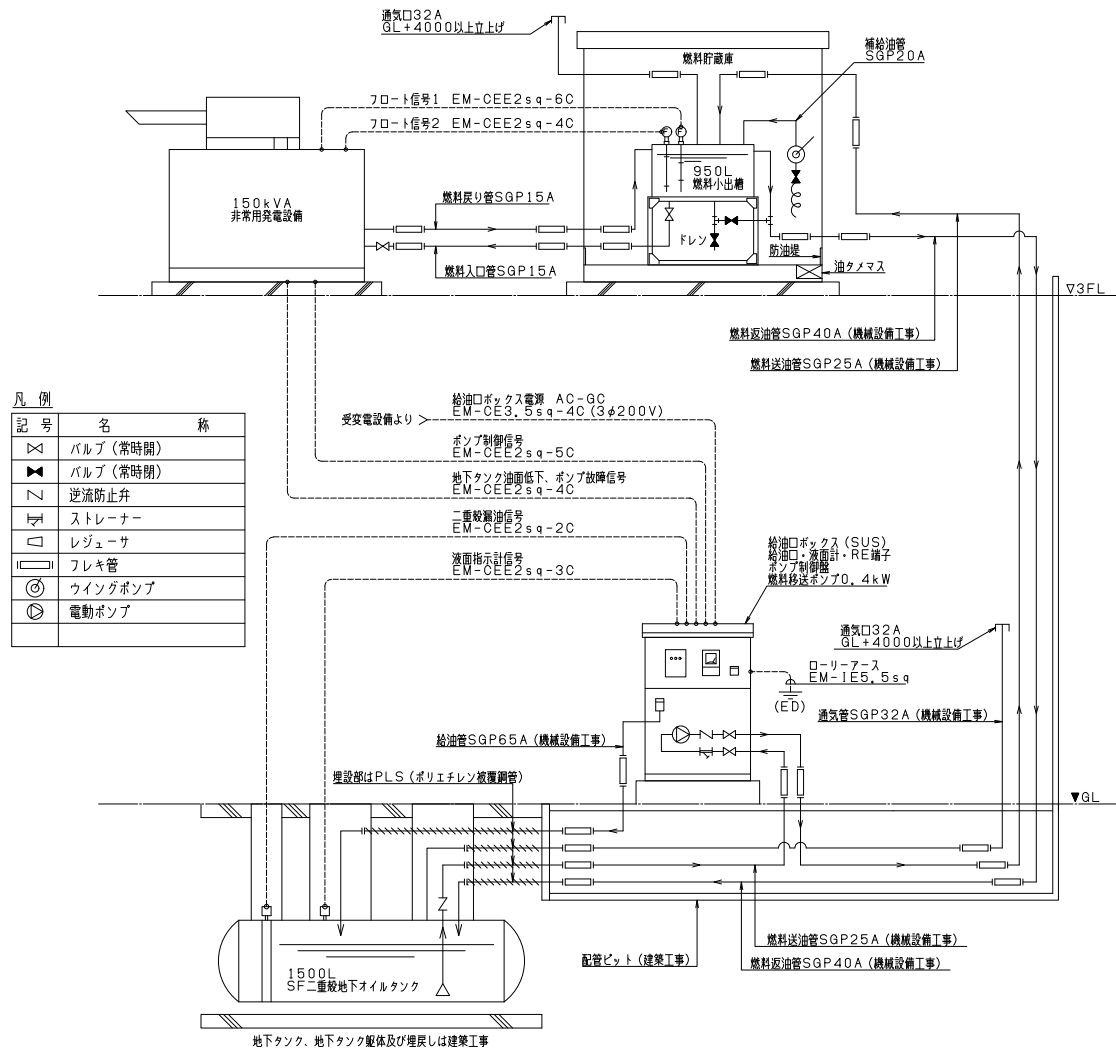 通気口32A
GL+4000以上立上げ
燃料貯蔵庫
補給油管
SGP20A
フロート信号1 EM-CEE2sq-6C
フロート信号2 EM-CEE2sq-4C
950L
燃料小出槽
150kVA
非常用発電設備
燃料戻り管SGP15A
ドレン
防油堤
燃料入口管SGP15A
油タメマス
▽3FL
燃料返油管SGP40A(機械設備工事)
燃料送油管SGP25A(機械設備工事)
凡 例
記 号 名 称
バルブ(常時開)
バルブ(常時閉)
逆流防止弁
ストレーナー
レジューサ
フレキ管
ウイングポンプ
電動ポンプ
受変電設備より
給油口ボックス電源 AC-GC
EM-CE3.5sq-4C(3φ200V)
ポンプ制御信号
EM-CEE2sq-5C
地下タンク油面低下、ポンプ故障信号
EM-CEE2sq-4C
二重殻漏油信号
EM-CEE2sq-2C
液面指示計信号
EM-CEE2sq-3C
給油口ボックス(SUS)
給油口・液面計・RE端子
ポンプ制御盤
燃料移送ポンプ0.4kW
通気口32A
GL+4000以上立上げ
ローリーアース
EM-IE5.5sq
(ED)
通気管SGP32A(機械設備工事)
給油管SGP65A(機械設備工事)
埋設部はPLS(ポリエチレン被覆鋼管)
▼GL
1500L
SF二重殻地下オイルタンク
配管ピット(建築工事)
燃料送油管SGP25A(機械設備工事)
燃料返油管SGP40A(機械設備工事)
地下タンク、地下タンク躯体及び埋戻しは建築工事